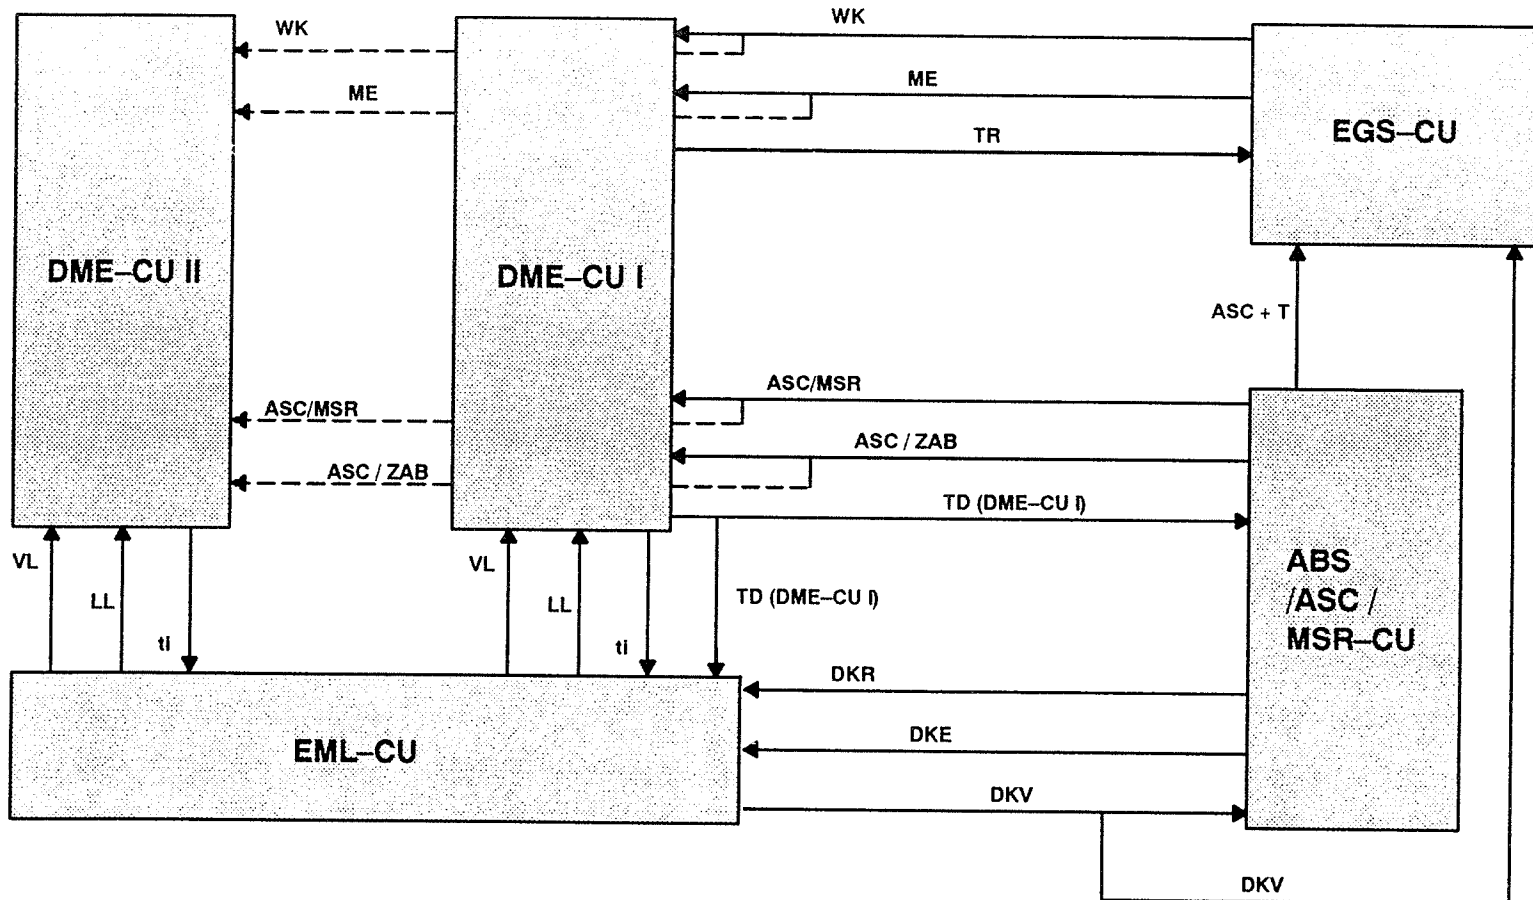 WK
WK
ME
ME
TR
EGS–CU
DME–CU II
DME–CU I
ASC + T
ASC/MSR
ASC/MSR
ASC / ZAB
ASC / ZAB
TD (DME–CU I)
VL
LL
ti
VL
LL
ti
TD (DME–CU I)
ABS
/ASC /
MSR–CU
DKR
EML–CU
DKE
DKV
DKV